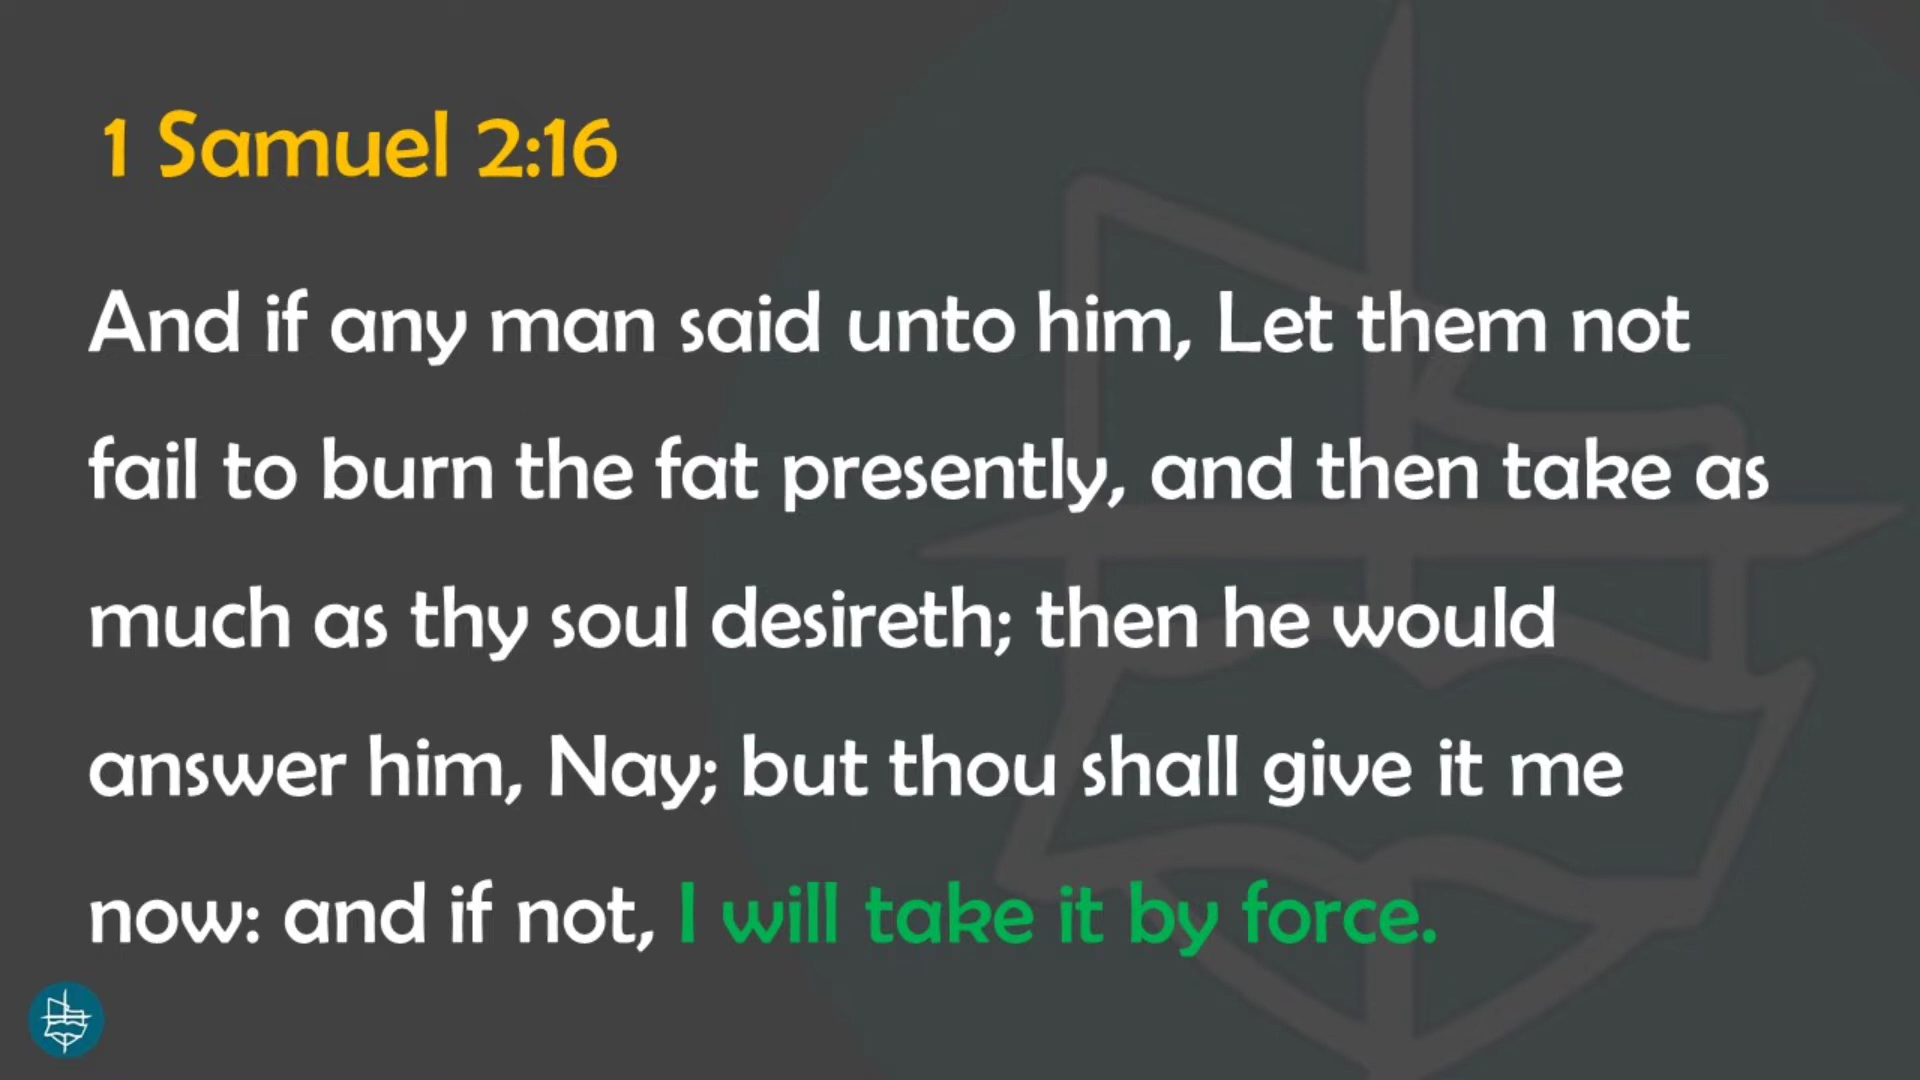 1 Samuel 2:16
And if any man said unto him, Let them not
fail to burn the fat presently, and then take as
much as thy soul desireth; then he would
answer him, Nay; but thou shall give it me
now: and if not, I will take it by force.